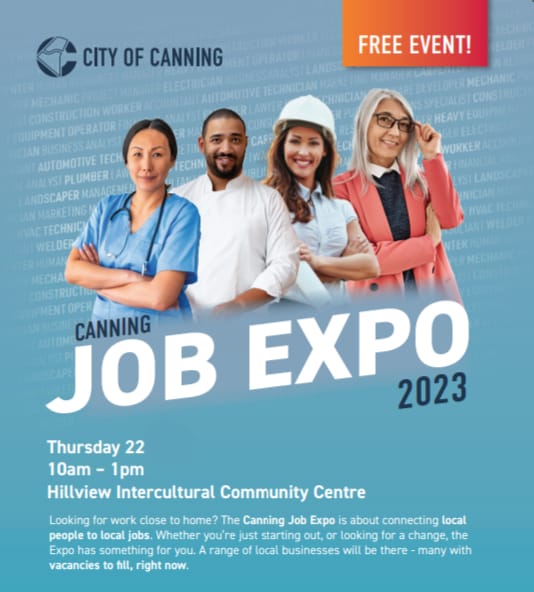 CITY OF CANNING
FREE EVENT!
CANNING
JOB EXPO
2023
Thursday 22
10am – 1pm
Hillview Intercultural Community Centre
Looking for work close to home? The Canning Job Expo is about connecting local
people to local jobs. Whether you're just starting out, or looking for a change, the
Expo has something for you. A range of local businesses will be there - many with
vacancies to fill, right now.